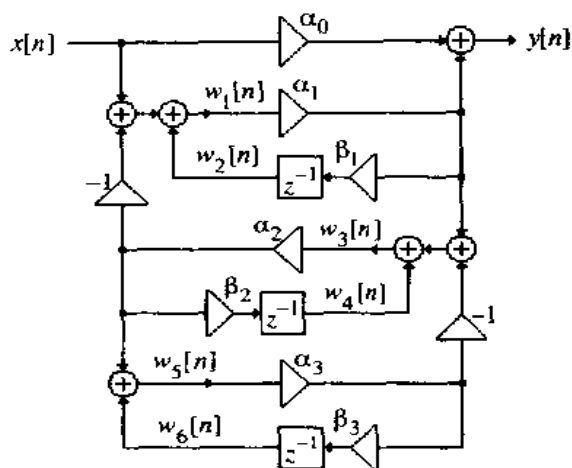 x[n] α₀ y[n]
w₁[n] α₁
w₂[n] z⁻¹ β₁
−1
α₂ w₃[n]
β₂ z⁻¹ w₄[n]
−1
w₅[n] α₃
w₆[n] z⁻¹ β₃